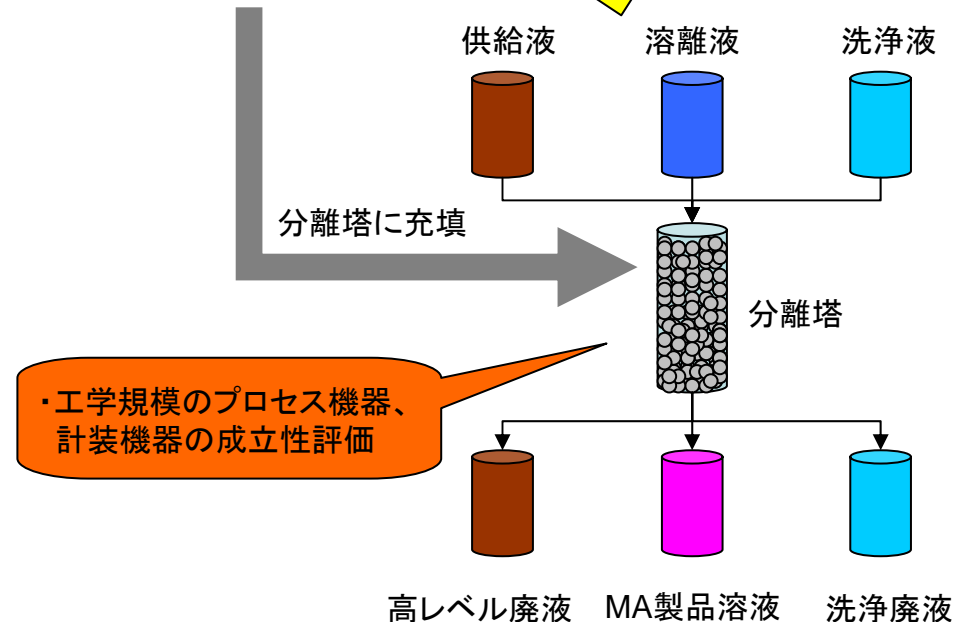 供給液 溶離液 洗浄液
分離塔に充填
分離塔
・工学規模のプロセス機器、
計装機器の成立性評価
高レベル廃液 MA製品溶液 洗浄廃液